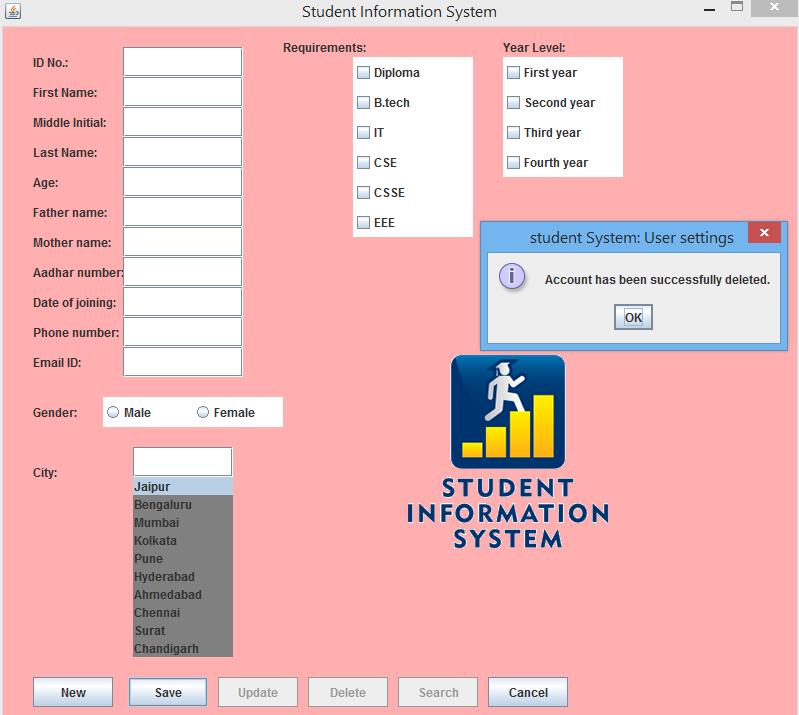 Student Information System
ID No.:
First Name:
Middle Initial:
Last Name:
Age:
Father name:
Mother name:
Aadhar number:
Date of joining:
Phone number:
Email ID:
Gender:
Male
Female
City:
Jaipur
Bengaluru
Mumbai
Kolkata
Pune
Hyderabad
Ahmedabad
Chennai
Surat
Chandigarh
Requirements:
Diploma
B.tech
IT
CSE
CSSE
EEE
Year Level:
First year
Second year
Third year
Fourth year
student System: User settings
Account has been successfully deleted.
OK
STUDENT
INFORMATION
SYSTEM
New
Save
Update
Delete
Search
Cancel